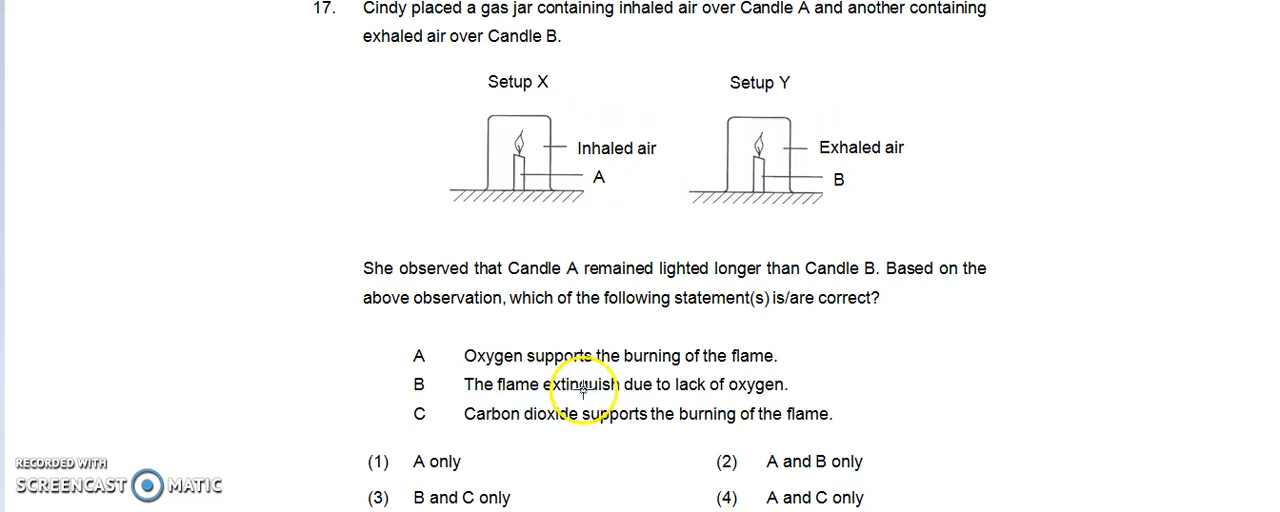 17. Cindy placed a gas jar containing inhaled air over Candle A and another containing
exhaled air over Candle B.
Setup X
Setup Y
Inhaled air
A
Exhaled air
B
She observed that Candle A remained lighted longer than Candle B. Based on the
above observation, which of the following statement(s) is/are correct?
A Oxygen supports the burning of the flame.
B The flame extinguish due to lack of oxygen.
C Carbon dioxide supports the burning of the flame.
(1) A only (2) A and B only
(3) B and C only (4) A and C only
RECORDED WITH
SCREENCAST MATIC